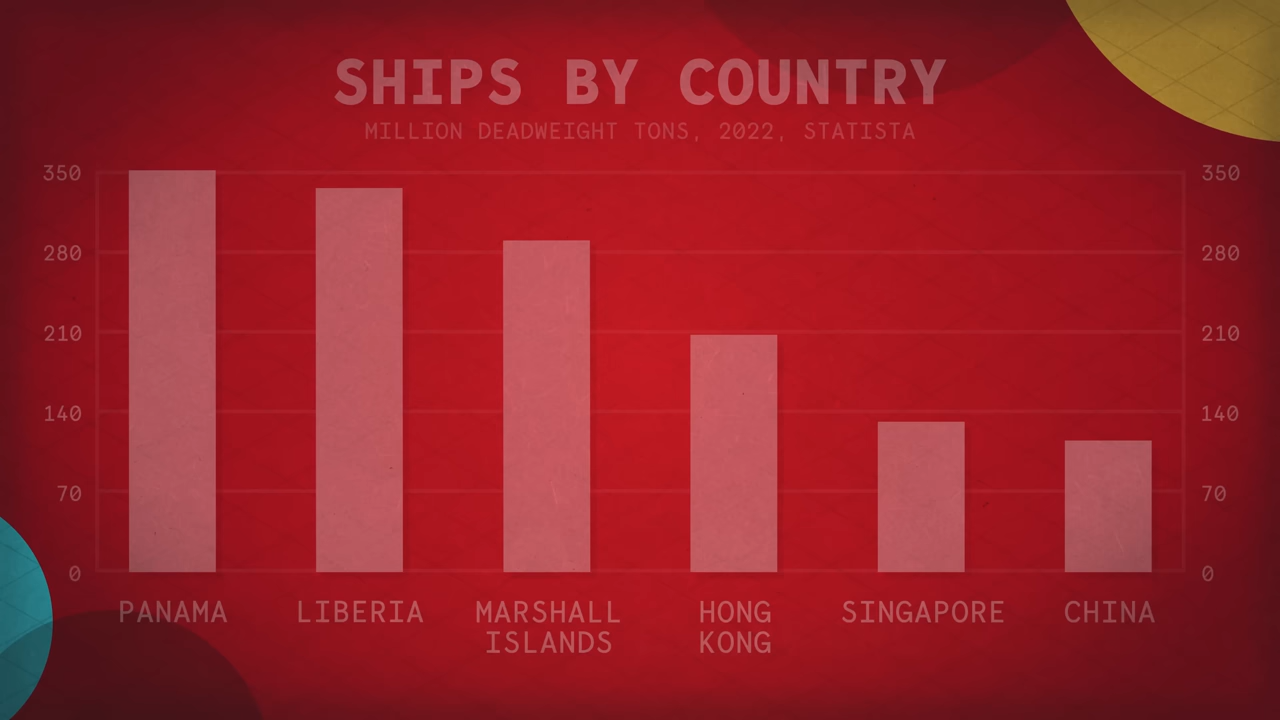 SHIPS BY COUNTRY
MILLION DEADWEIGHT TONS, 2022, STATISTA
350 350
280 280
210 210
140 140
70 70
0 0
PANAMA LIBERIA MARSHALL HONG SINGAPORE CHINA
ISLANDS KONG